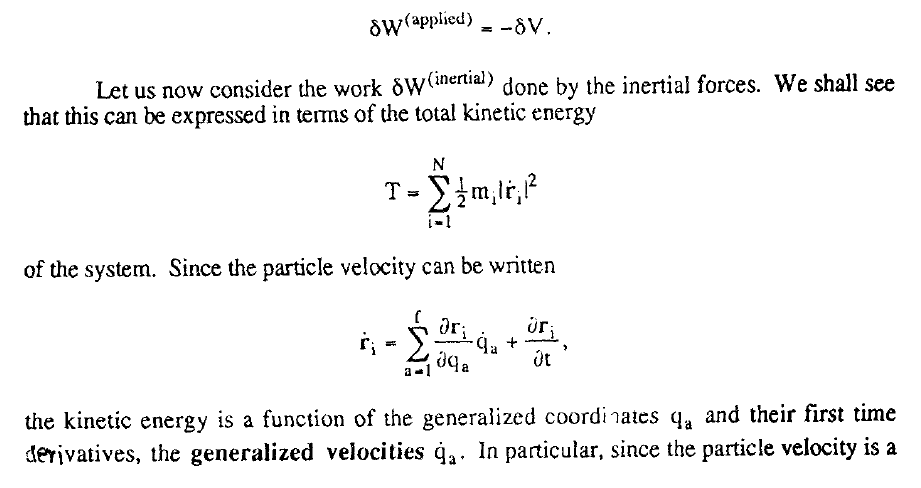 δW^(applied) = -δV.
Let us now consider the work δW^(inertial) done by the inertial forces. We shall see
that this can be expressed in terms of the total kinetic energy
T = ∑_{i=1}^{N} ½ m_i|ṙ_i|²
of the system. Since the particle velocity can be written
ṙ_i = ∑_{a=1}^{f} ∂r_i/∂q_a q̇_a + ∂r_i/∂t,
the kinetic energy is a function of the generalized coordinates q_a and their first time
derivatives, the generalized velocities q̇_a. In particular, since the particle velocity is a